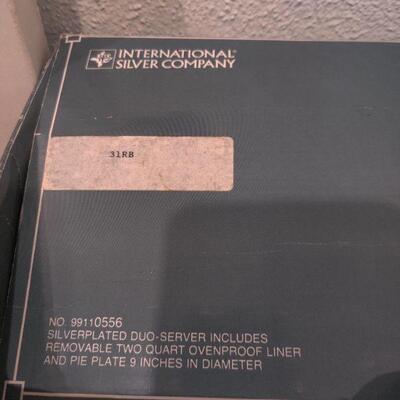 INTERNATIONAL®
SILVER COMPANY
31RB
NO. 99110556
SILVERPLATED DUO-SERVER INCLUDES
REMOVABLE TWO QUART OVENPROOF LINER
AND PIE PLATE 9 INCHES IN DIAMETER